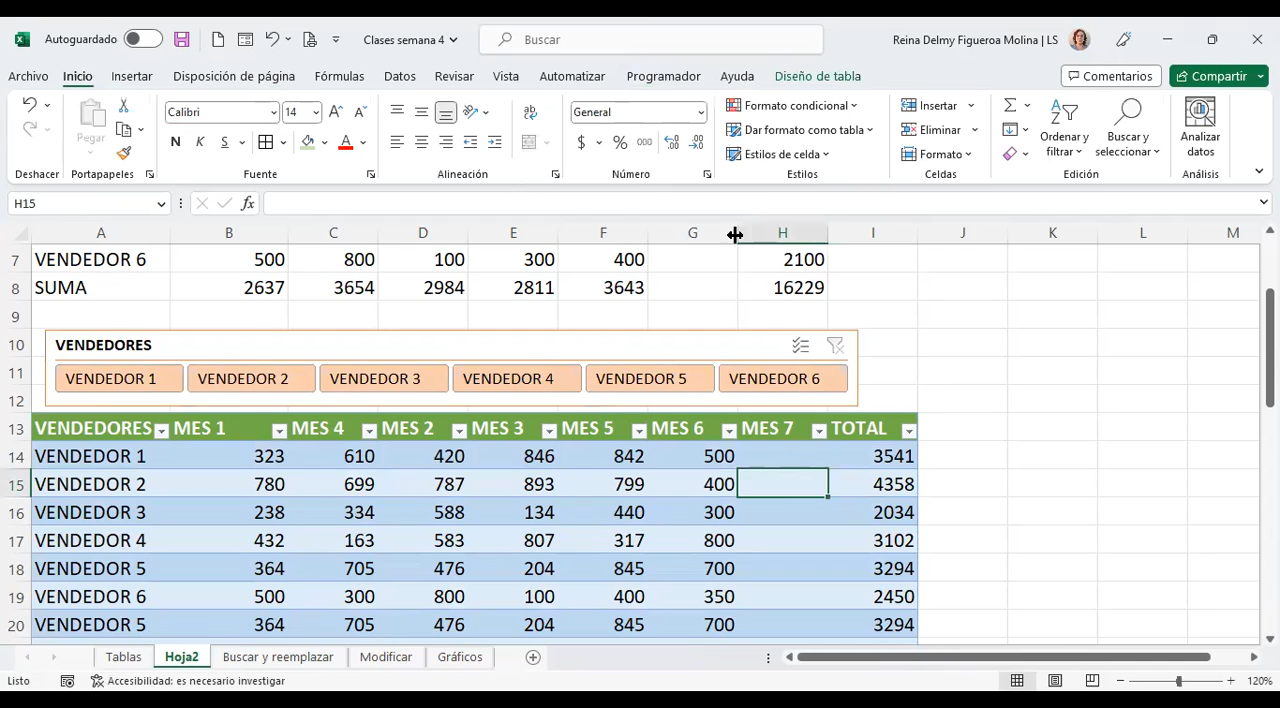 Autoguardado Clases semana 4 Buscar Reina Delmy Figueroa Molina | LS
Archivo Inicio Insertar Disposición de página Fórmulas Datos Revisar Vista Automatizar Programador Ayuda Diseño de tabla Comentarios Compartir
Pegar Calibri 14 General Formato condicional Insertar
N K S $ % 000 Dar formato como tabla Eliminar Ordenar y filtrar Buscar y seleccionar Analizar datos
Estilos de celda Formato
Deshacer Portapapeles Fuente Alineación Número Estilos Celdas Edición Análisis
H15 fx
A B C D E F G H I J K L M
7 VENDEDOR 6 500 800 100 300 400 2100
8 SUMA 2637 3654 2984 2811 3643 16229
9
10 VENDEDORES
11 VENDEDOR 1 VENDEDOR 2 VENDEDOR 3 VENDEDOR 4 VENDEDOR 5 VENDEDOR 6
12
13 VENDEDORES MES 1 MES 4 MES 2 MES 3 MES 5 MES 6 MES 7 TOTAL
14 VENDEDOR 1 323 610 420 846 842 500 3541
15 VENDEDOR 2 780 699 787 893 799 400 4358
16 VENDEDOR 3 238 334 588 134 440 300 2034
17 VENDEDOR 4 432 163 583 807 317 800 3102
18 VENDEDOR 5 364 705 476 204 845 700 3294
19 VENDEDOR 6 500 300 800 100 400 350 2450
20 VENDEDOR 5 364 705 476 204 845 700 3294
Tablas Hoja2 Buscar y reemplazar Modificar Gráficos
Listo Accesibilidad: es necesario investigar 120%